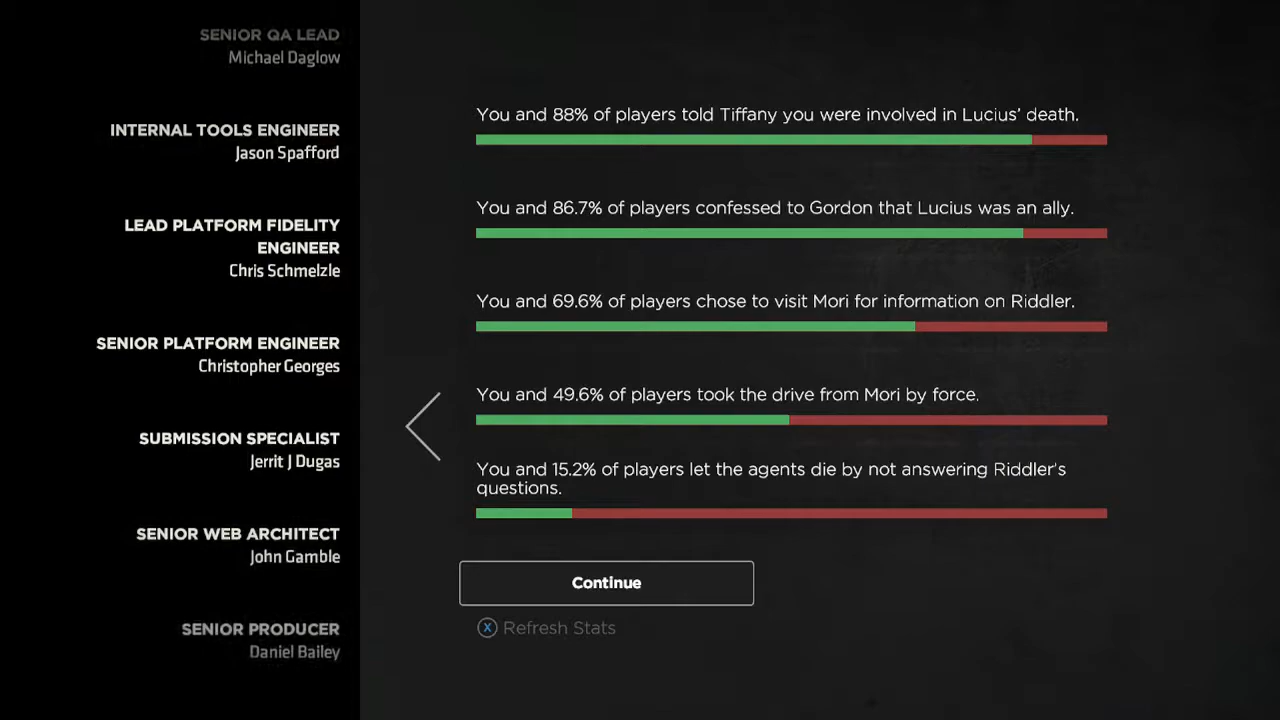 SENIOR QA LEAD
Michael Daglow
INTERNAL TOOLS ENGINEER
Jason Spafford
LEAD PLATFORM FIDELITY
ENGINEER
Chris Schmelzle
SENIOR PLATFORM ENGINEER
Christopher Georges
SUBMISSION SPECIALIST
Jerrit J Dugas
SENIOR WEB ARCHITECT
John Gamble
SENIOR PRODUCER
Daniel Bailey
You and 88% of players told Tiffany you were involved in Lucius' death.
You and 86.7% of players confessed to Gordon that Lucius was an ally.
You and 69.6% of players chose to visit Mori for information on Riddler.
You and 49.6% of players took the drive from Mori by force.
You and 15.2% of players let the agents die by not answering Riddler's
questions.
Continue
X Refresh Stats